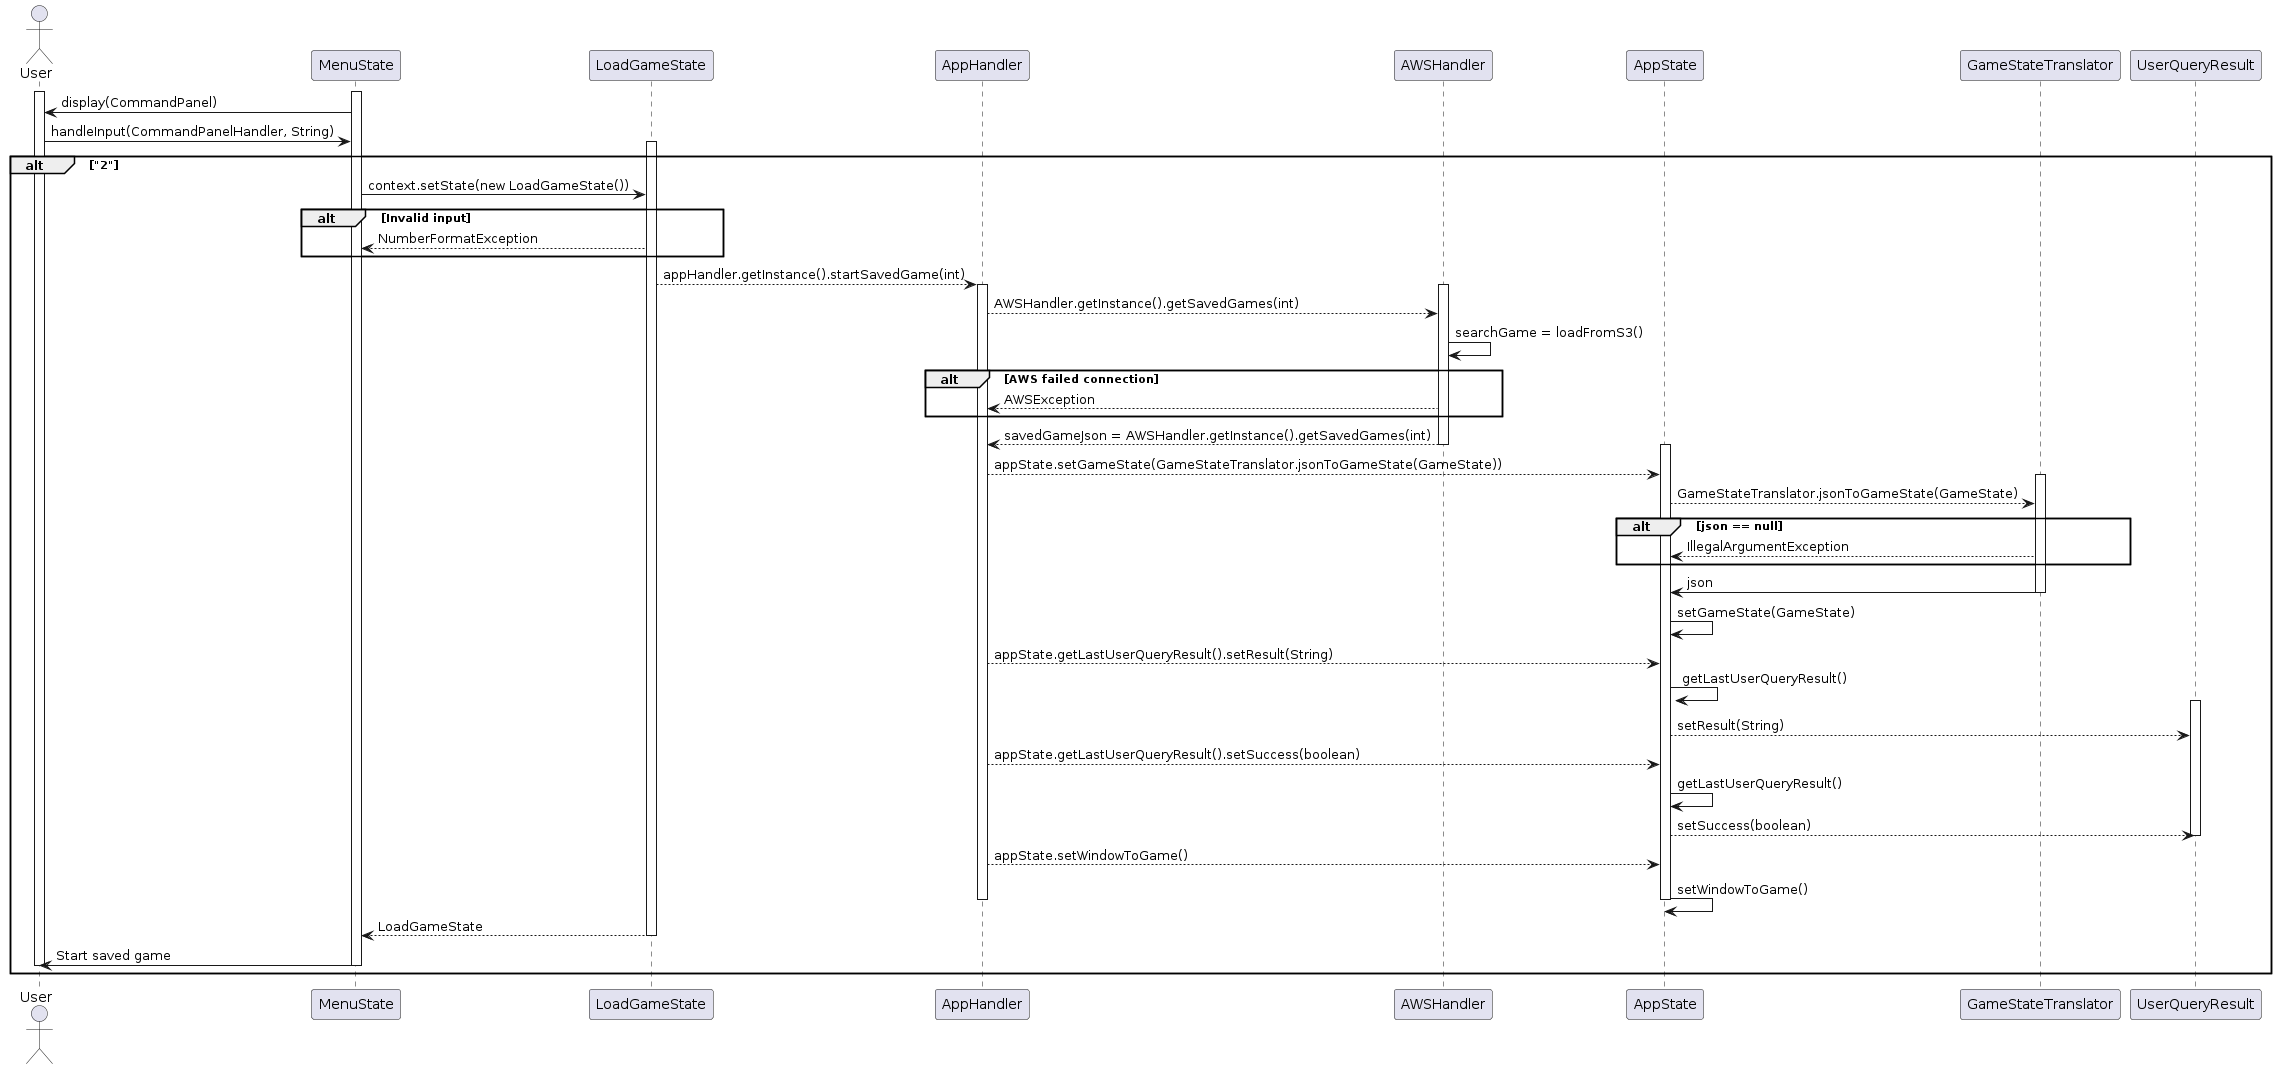 User
MenuState
LoadGameState
AppHandler
AWSHandler
AppState
GameStateTranslator
UserQueryResult
display(CommandPanel)
handleInput(CommandPanelHandler, String)
alt ["2"]
context.setState(new LoadGameState())
alt [Invalid input]
NumberFormatException
appHandler.getInstance().startSavedGame(int)
AWSHandler.getInstance().getSavedGames(int)
searchGame = loadFromS3()
alt [AWS failed connection]
AWSException
savedGameJson = AWSHandler.getInstance().getSavedGames(int)
appState.setGameState(GameStateTranslator.jsonToGameState(GameState))
GameStateTranslator.jsonToGameState(GameState)
alt [json == null]
IllegalArgumentException
json
setGameState(GameState)
appState.getLastUserQueryResult().setResult(String)
getLastUserQueryResult()
setResult(String)
appState.getLastUserQueryResult().setSuccess(boolean)
getLastUserQueryResult()
setSuccess(boolean)
appState.setWindowToGame()
setWindowToGame()
LoadGameState
Start saved game
User
MenuState
LoadGameState
AppHandler
AWSHandler
AppState
GameStateTranslator
UserQueryResult